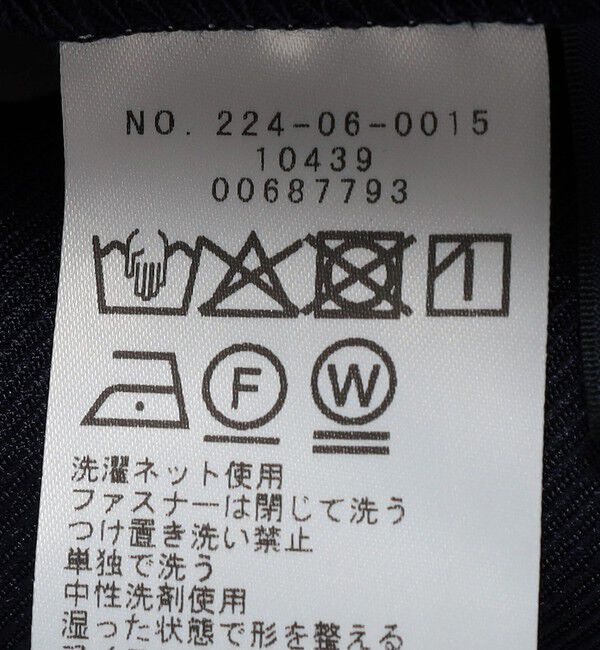 NO. 224-06-0015
10439
00687793
F W
洗濯ネット使用
ファスナーは閉じて洗う
つけ置き洗い禁止
単独で洗う
中性洗剤使用
湿った状態で形を整える